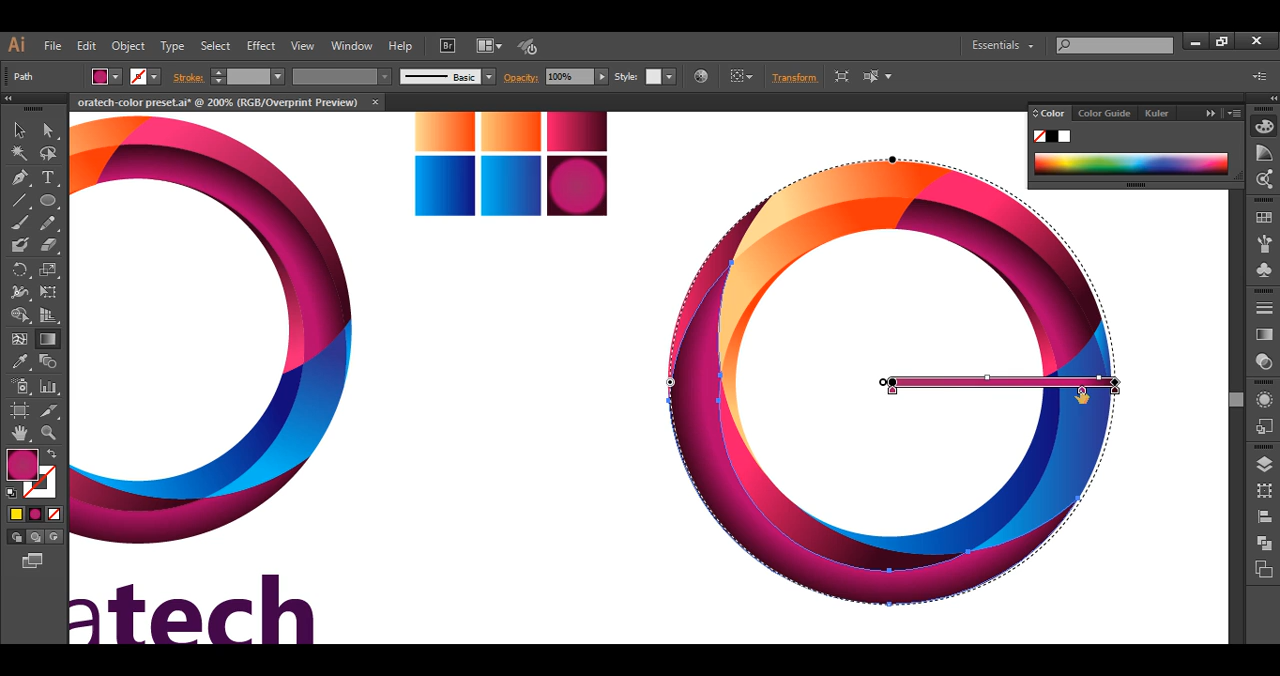 Ai File Edit Object Type Select Effect View Window Help Br Essentials
Path Stroke: Basic Opacity: 100% Style: Transform
oratech-color preset.ai* @ 200% (RGB/Overprint Preview)
Color Color Guide Kuler
T
atech